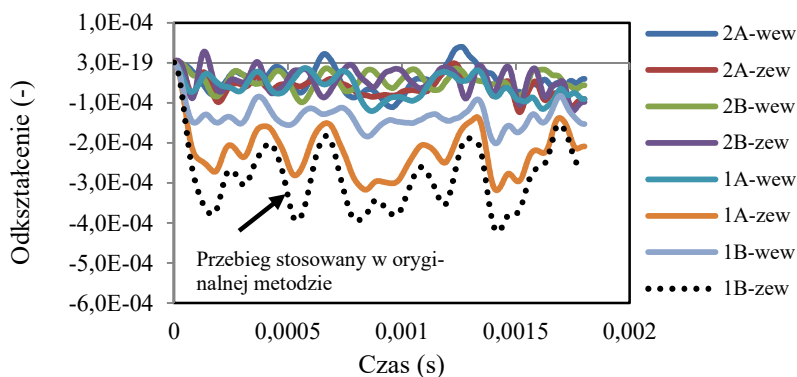 1,0E-04
3,0E-19
-1,0E-04
-2,0E-04
-3,0E-04
-4,0E-04
-5,0E-04
-6,0E-04
Odkształcenie (-)
Przebieg stosowany w orygi-
nalnej metodzie
0
0,0005
0,001
0,0015
0,002
Czas (s)
2A-wew
2A-zew
2B-wew
2B-zew
1A-wew
1A-zew
1B-wew
1B-zew